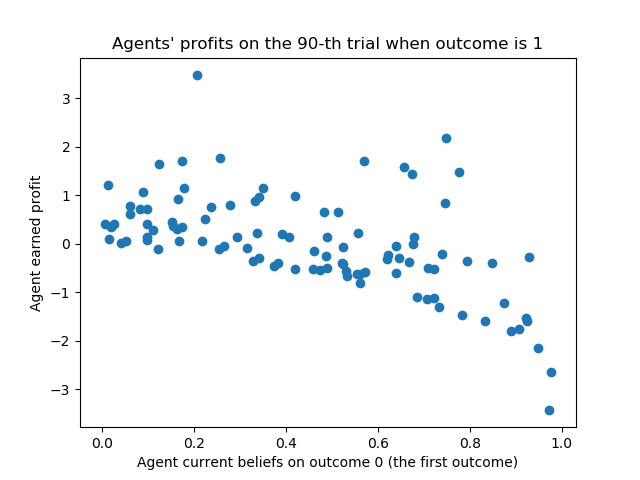 Agents' profits on the 90-th trial when outcome is 1
Agent earned profit
3
2
1
0
−1
−2
−3
0.0 0.2 0.4 0.6 0.8 1.0
Agent current beliefs on outcome 0 (the first outcome)